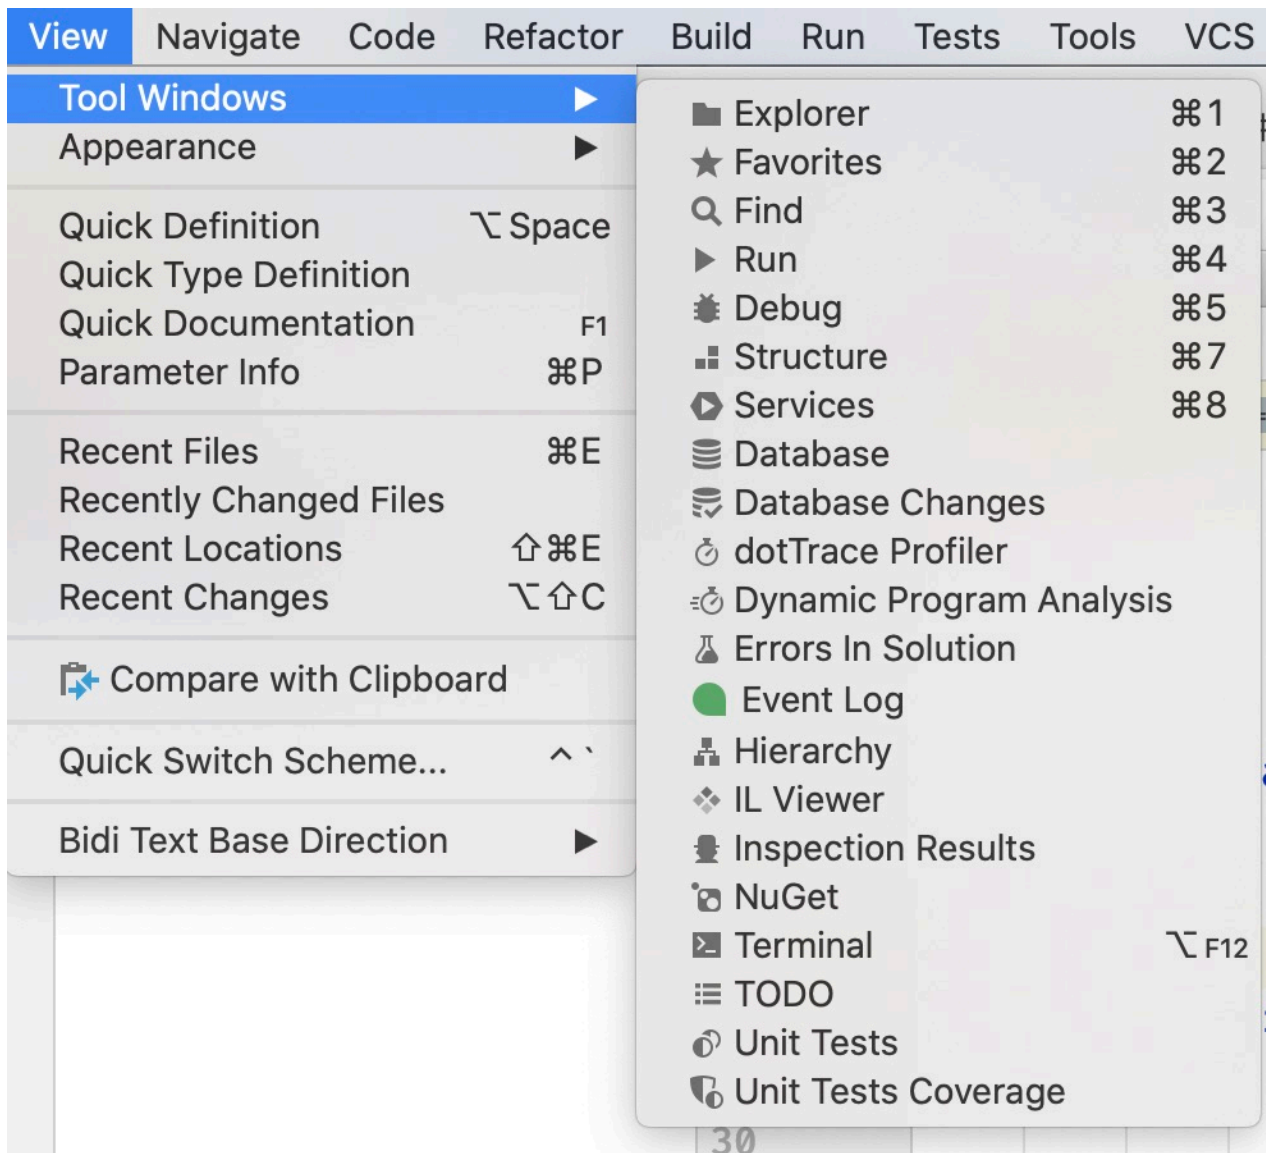 View Navigate Code Refactor Build Run Tests Tools VCS
Tool Windows ▶
Appearance ▶
Quick Definition ⌥ Space
Quick Type Definition
Quick Documentation F1
Parameter Info ⌘P
Recent Files ⌘E
Recently Changed Files
Recent Locations ⇧⌘E
Recent Changes ⌥⇧C
Compare with Clipboard
Quick Switch Scheme... ^ `
Bidi Text Base Direction ▶
Explorer ⌘1
Favorites ⌘2
Find ⌘3
Run ⌘4
Debug ⌘5
Structure ⌘7
Services ⌘8
Database
Database Changes
dotTrace Profiler
Dynamic Program Analysis
Errors In Solution
Event Log
Hierarchy
IL Viewer
Inspection Results
NuGet
Terminal ⌥ F12
TODO
Unit Tests
Unit Tests Coverage
30